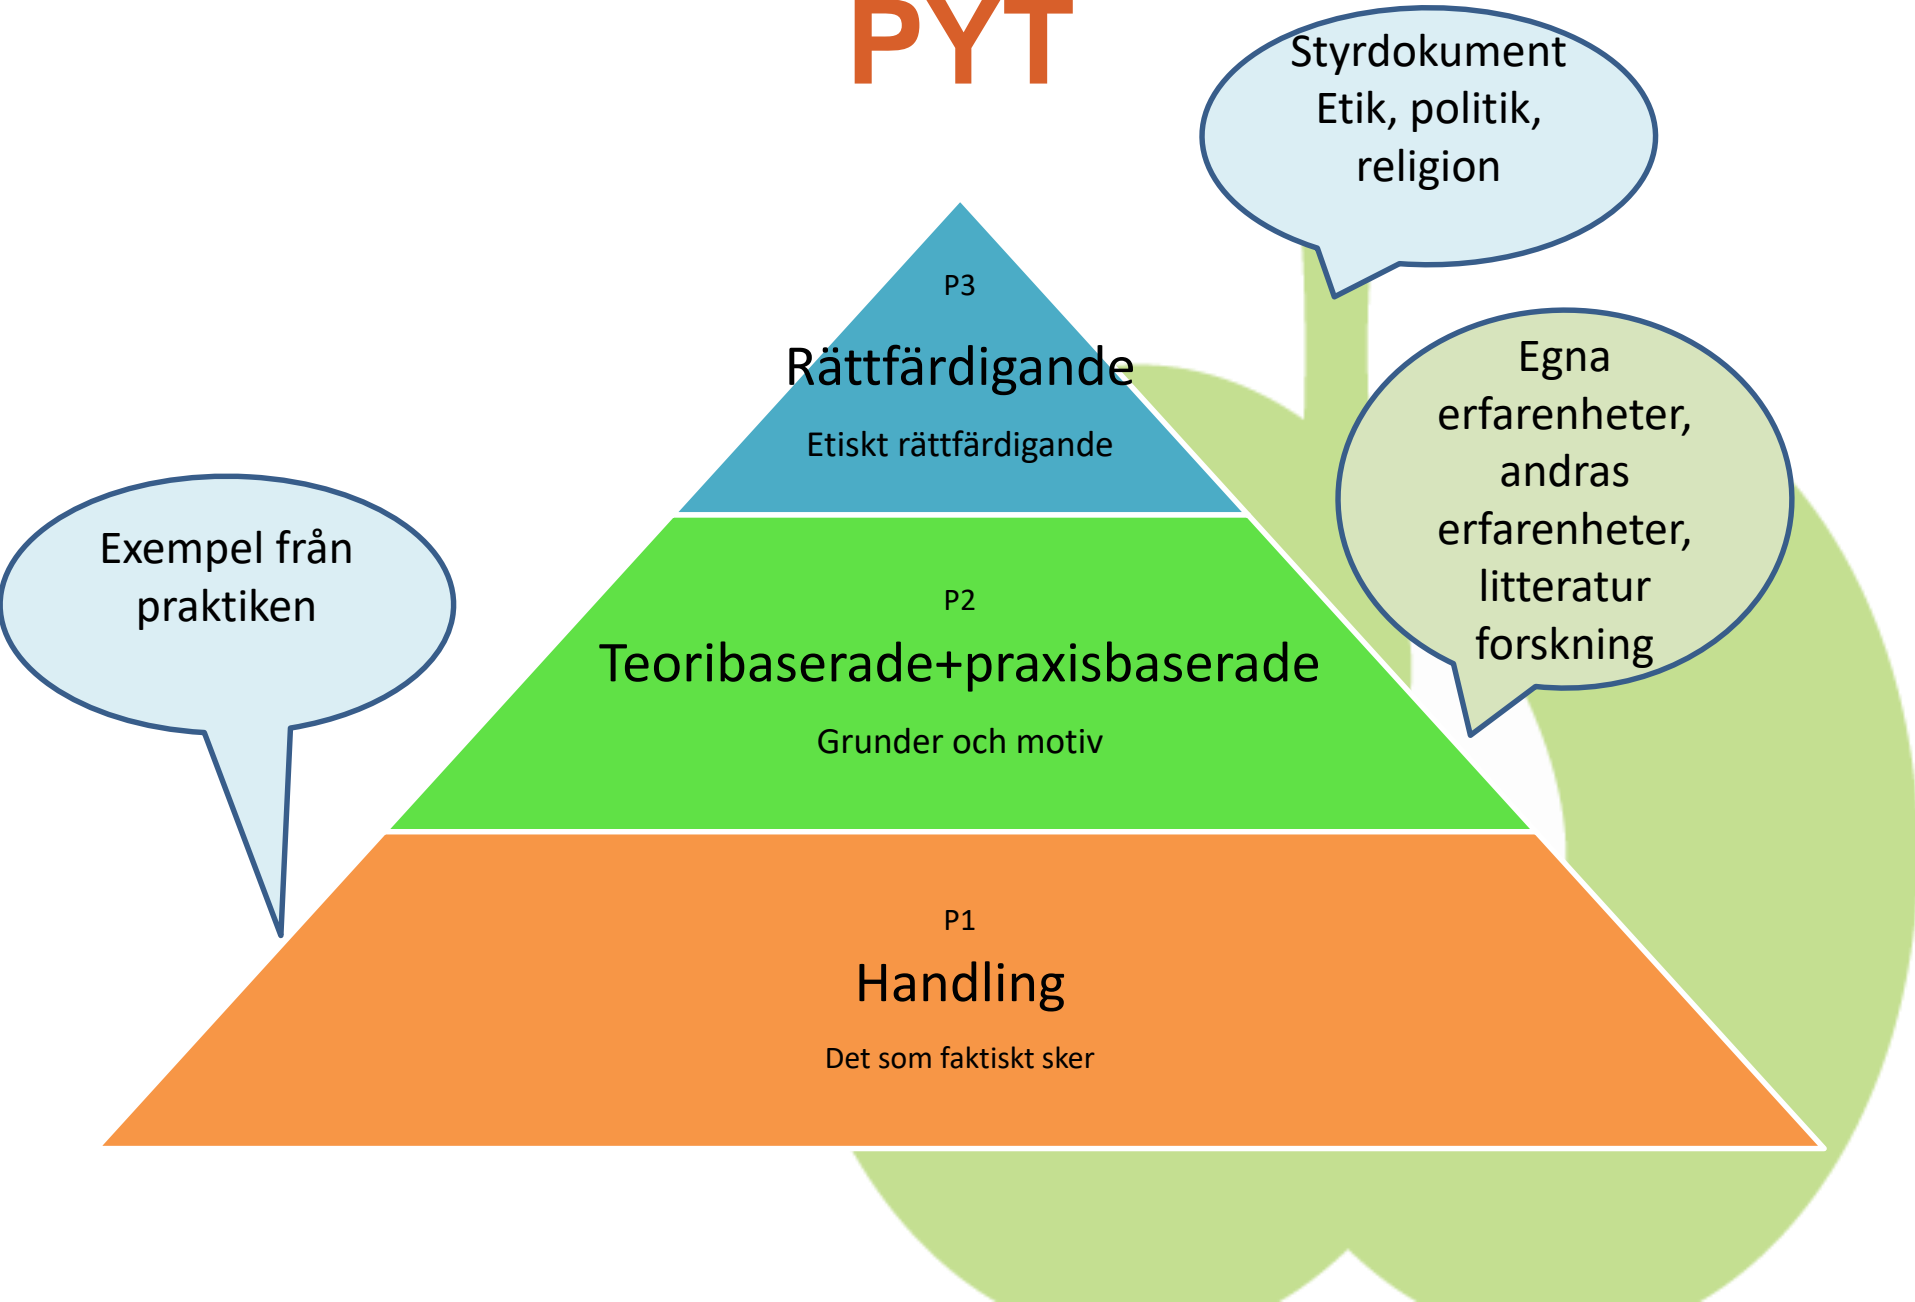 PYT
Styrdokument
Etik, politik,
religion
P3
Rättfärdigande
Etiskt rättfärdigande
Egna
erfarenheter,
andras
erfarenheter,
litteratur
forskning
Exempel från
praktiken
P2
Teoribaserade+praxisbaserade
Grunder och motiv
P1
Handling
Det som faktiskt sker